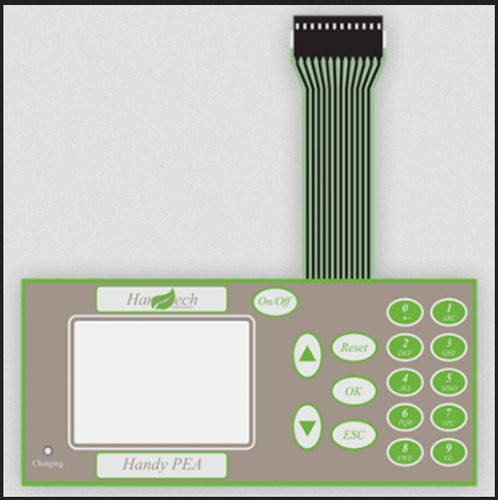 On/Off
Reset
OK
ESC
Charging
Handy PEA
0
1
ABC
2
DEF
3
GHI
4
JKL
5
MNO
6
PQR
7
STU
8
VWX
9
YZ-